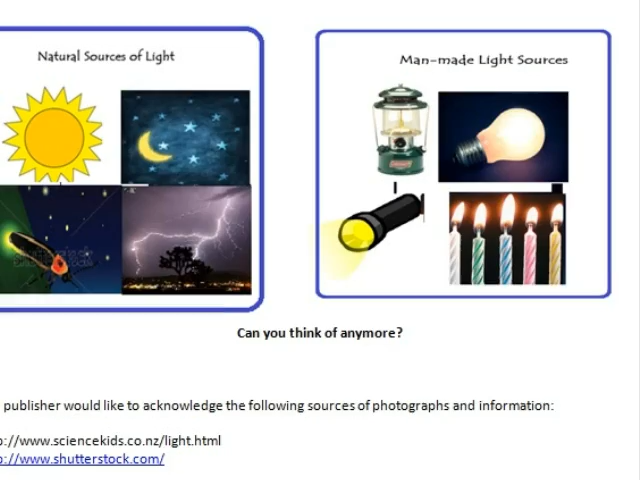 Natural Sources of Light
Man-made Light Sources
Can you think of anymore?
publisher would like to acknowledge the following sources of photographs and information:
p://www.sciencekids.co.nz/light.html
p://www.shutterstock.com/